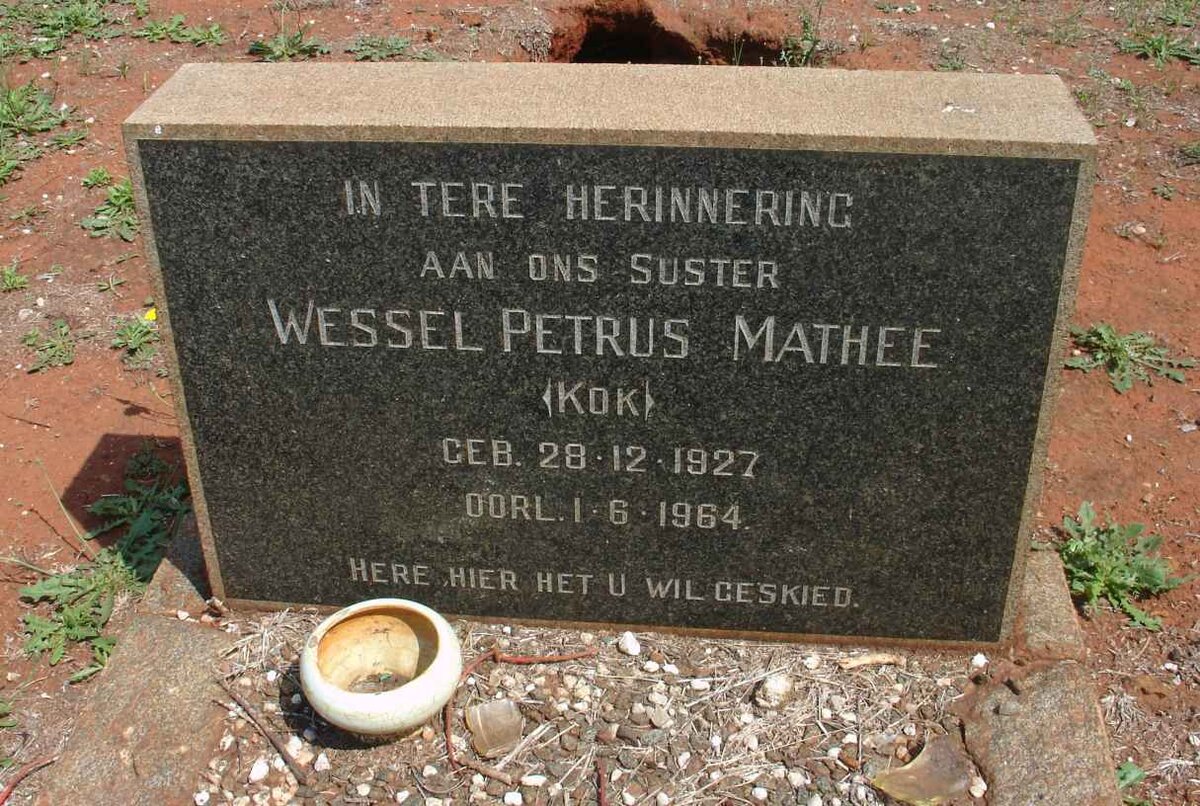 IN TERE HERINNERING
AAN ONS SUSTER
WESSEL PETRUS MATHEE
(KOK)
GEB. 28·12·1927
OORL. 1·6·1964.
HERE HIER HET U WIL GESKIED.